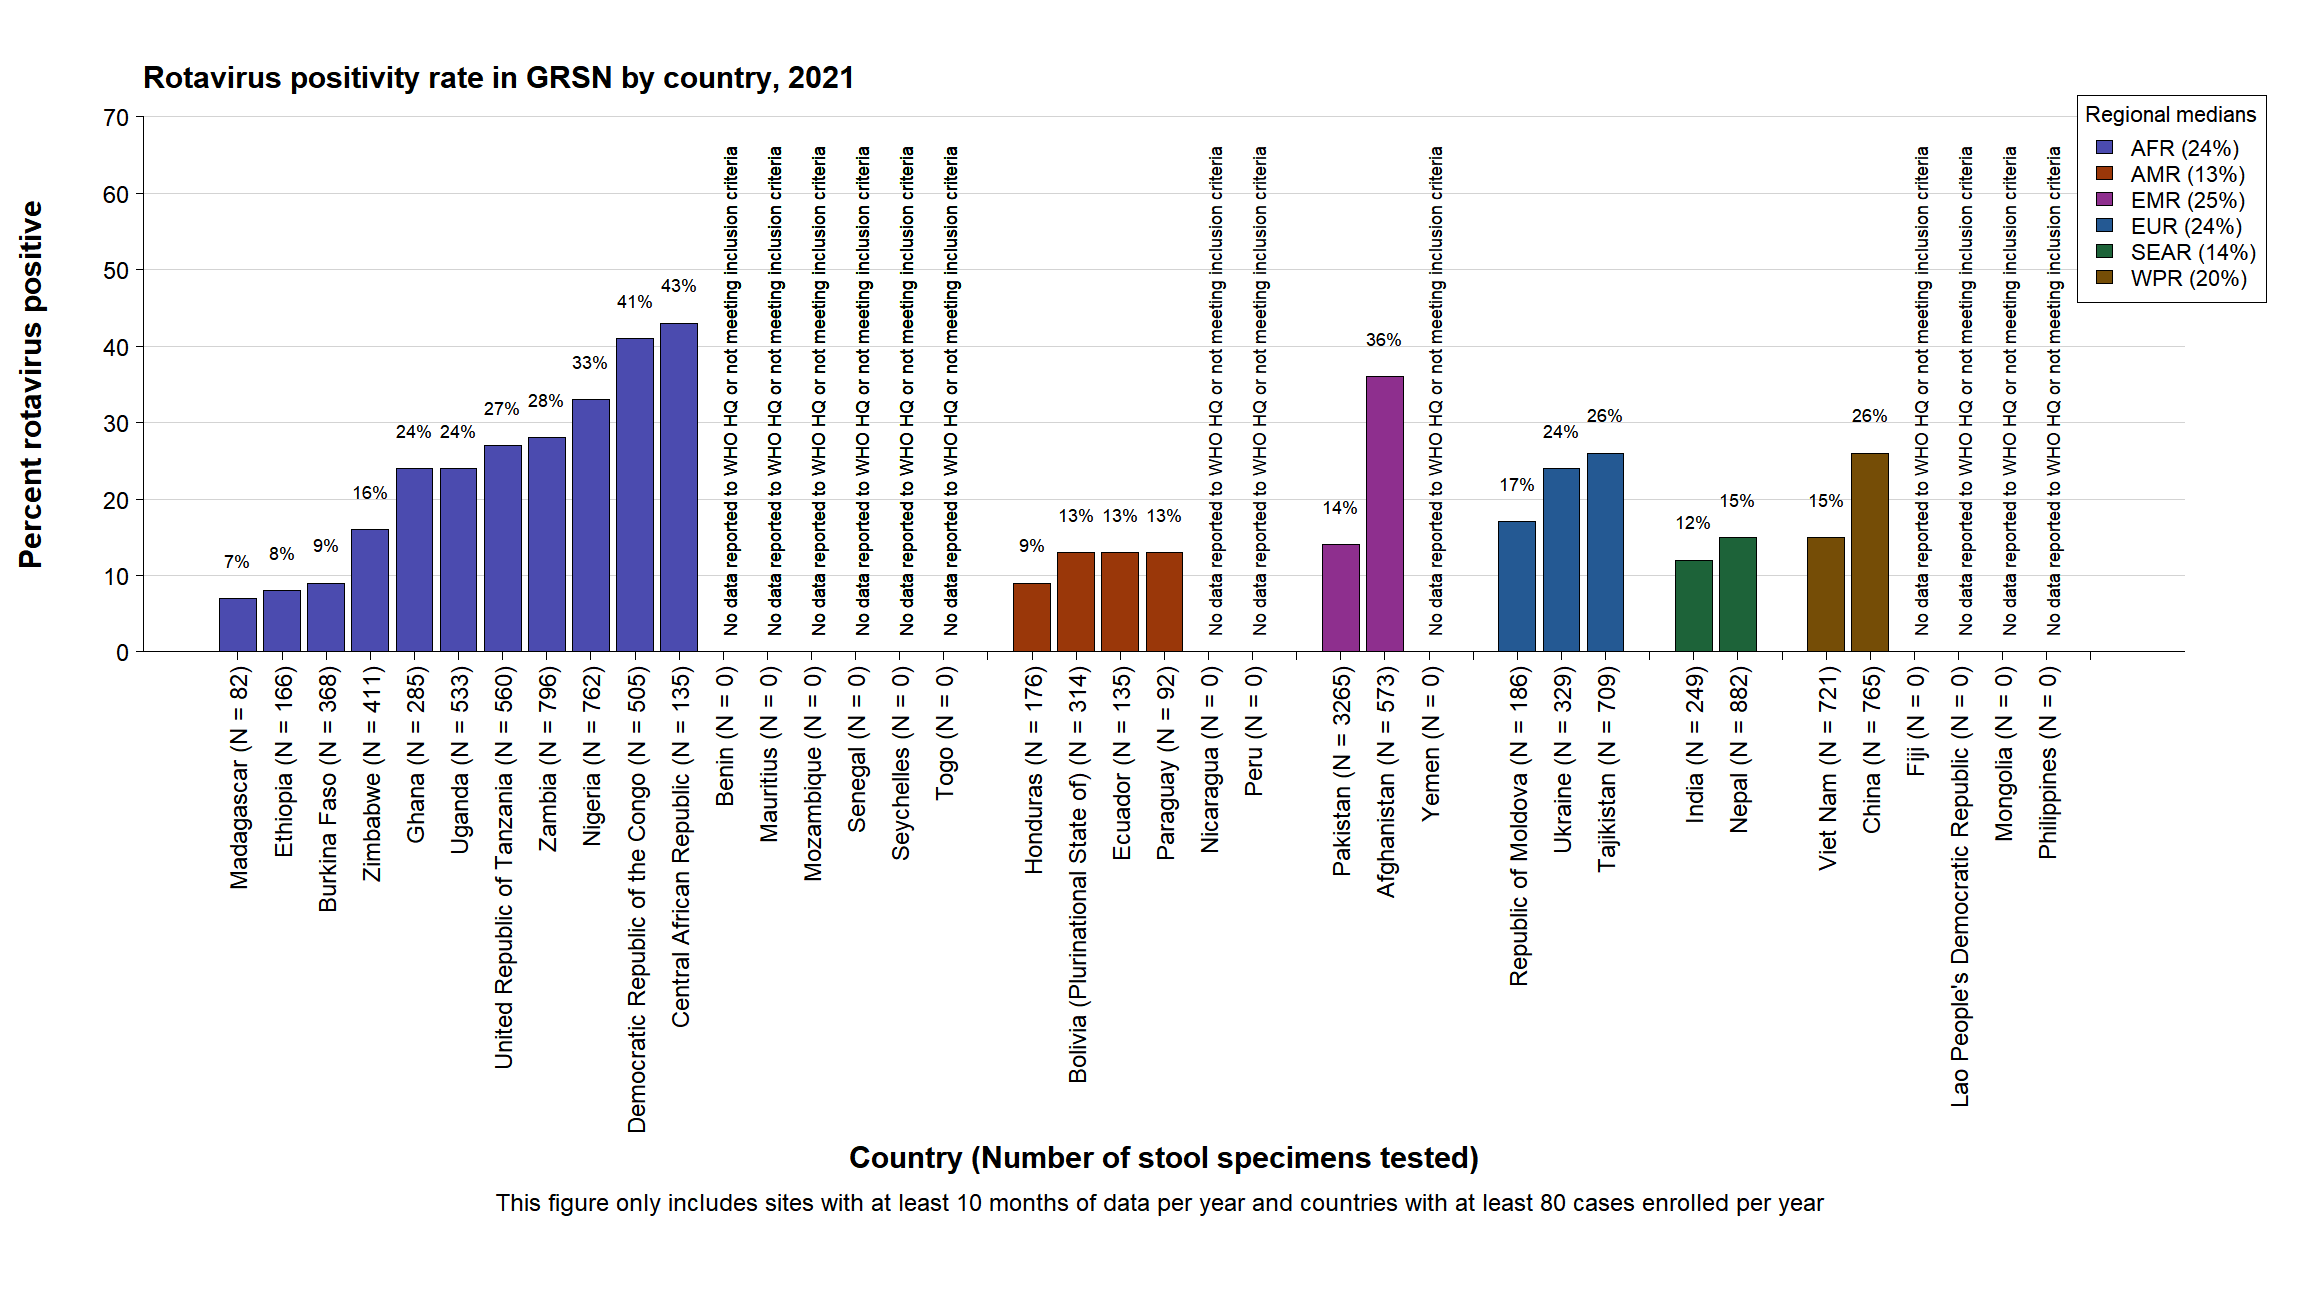 Rotavirus positivity rate in GRSN by country, 2021
Regional medians
AFR (24%)
AMR (13%)
EMR (25%)
EUR (24%)
SEAR (14%)
WPR (20%)
Percent rotavirus positive
70
60
50
40
30
20
10
0
7%
8%
9%
16%
24%
24%
27%
28%
33%
41%
43%
No data reported to WHO HQ or not meeting inclusion criteria
No data reported to WHO HQ or not meeting inclusion criteria
No data reported to WHO HQ or not meeting inclusion criteria
No data reported to WHO HQ or not meeting inclusion criteria
No data reported to WHO HQ or not meeting inclusion criteria
No data reported to WHO HQ or not meeting inclusion criteria
9%
13%
13%
13%
No data reported to WHO HQ or not meeting inclusion criteria
No data reported to WHO HQ or not meeting inclusion criteria
14%
36%
No data reported to WHO HQ or not meeting inclusion criteria
17%
24%
26%
12%
15%
15%
26%
No data reported to WHO HQ or not meeting inclusion criteria
No data reported to WHO HQ or not meeting inclusion criteria
No data reported to WHO HQ or not meeting inclusion criteria
No data reported to WHO HQ or not meeting inclusion criteria
Madagascar (N = 82)
Ethiopia (N = 166)
Burkina Faso (N = 368)
Zimbabwe (N = 411)
Ghana (N = 285)
Uganda (N = 533)
United Republic of Tanzania (N = 560)
Zambia (N = 796)
Nigeria (N = 762)
Democratic Republic of the Congo (N = 505)
Central African Republic (N = 135)
Benin (N = 0)
Mauritius (N = 0)
Mozambique (N = 0)
Senegal (N = 0)
Seychelles (N = 0)
Togo (N = 0)
Honduras (N = 176)
Bolivia (Plurinational State of) (N = 314)
Ecuador (N = 135)
Paraguay (N = 92)
Nicaragua (N = 0)
Peru (N = 0)
Pakistan (N = 3265)
Afghanistan (N = 573)
Yemen (N = 0)
Republic of Moldova (N = 186)
Ukraine (N = 329)
Tajikistan (N = 709)
India (N = 249)
Nepal (N = 882)
Viet Nam (N = 721)
China (N = 765)
Fiji (N = 0)
Lao People's Democratic Republic (N = 0)
Mongolia (N = 0)
Philippines (N = 0)
Country (Number of stool specimens tested)
This figure only includes sites with at least 10 months of data per year and countries with at least 80 cases enrolled per year